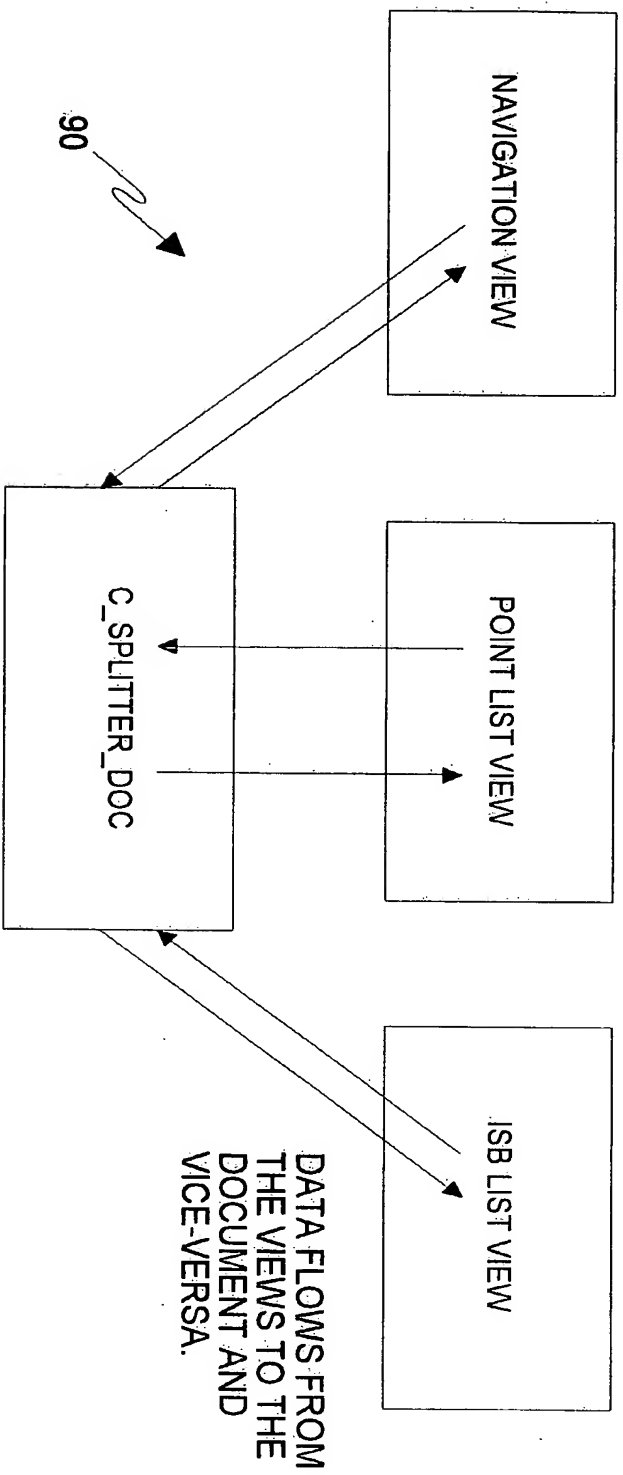 NAVIGATION VIEW
POINT LIST VIEW
ISB LIST VIEW
C_SPLITTER_DOC
90
DATA FLOWS FROM
THE VIEWS TO THE
DOCUMENT AND
VICE-VERSA.